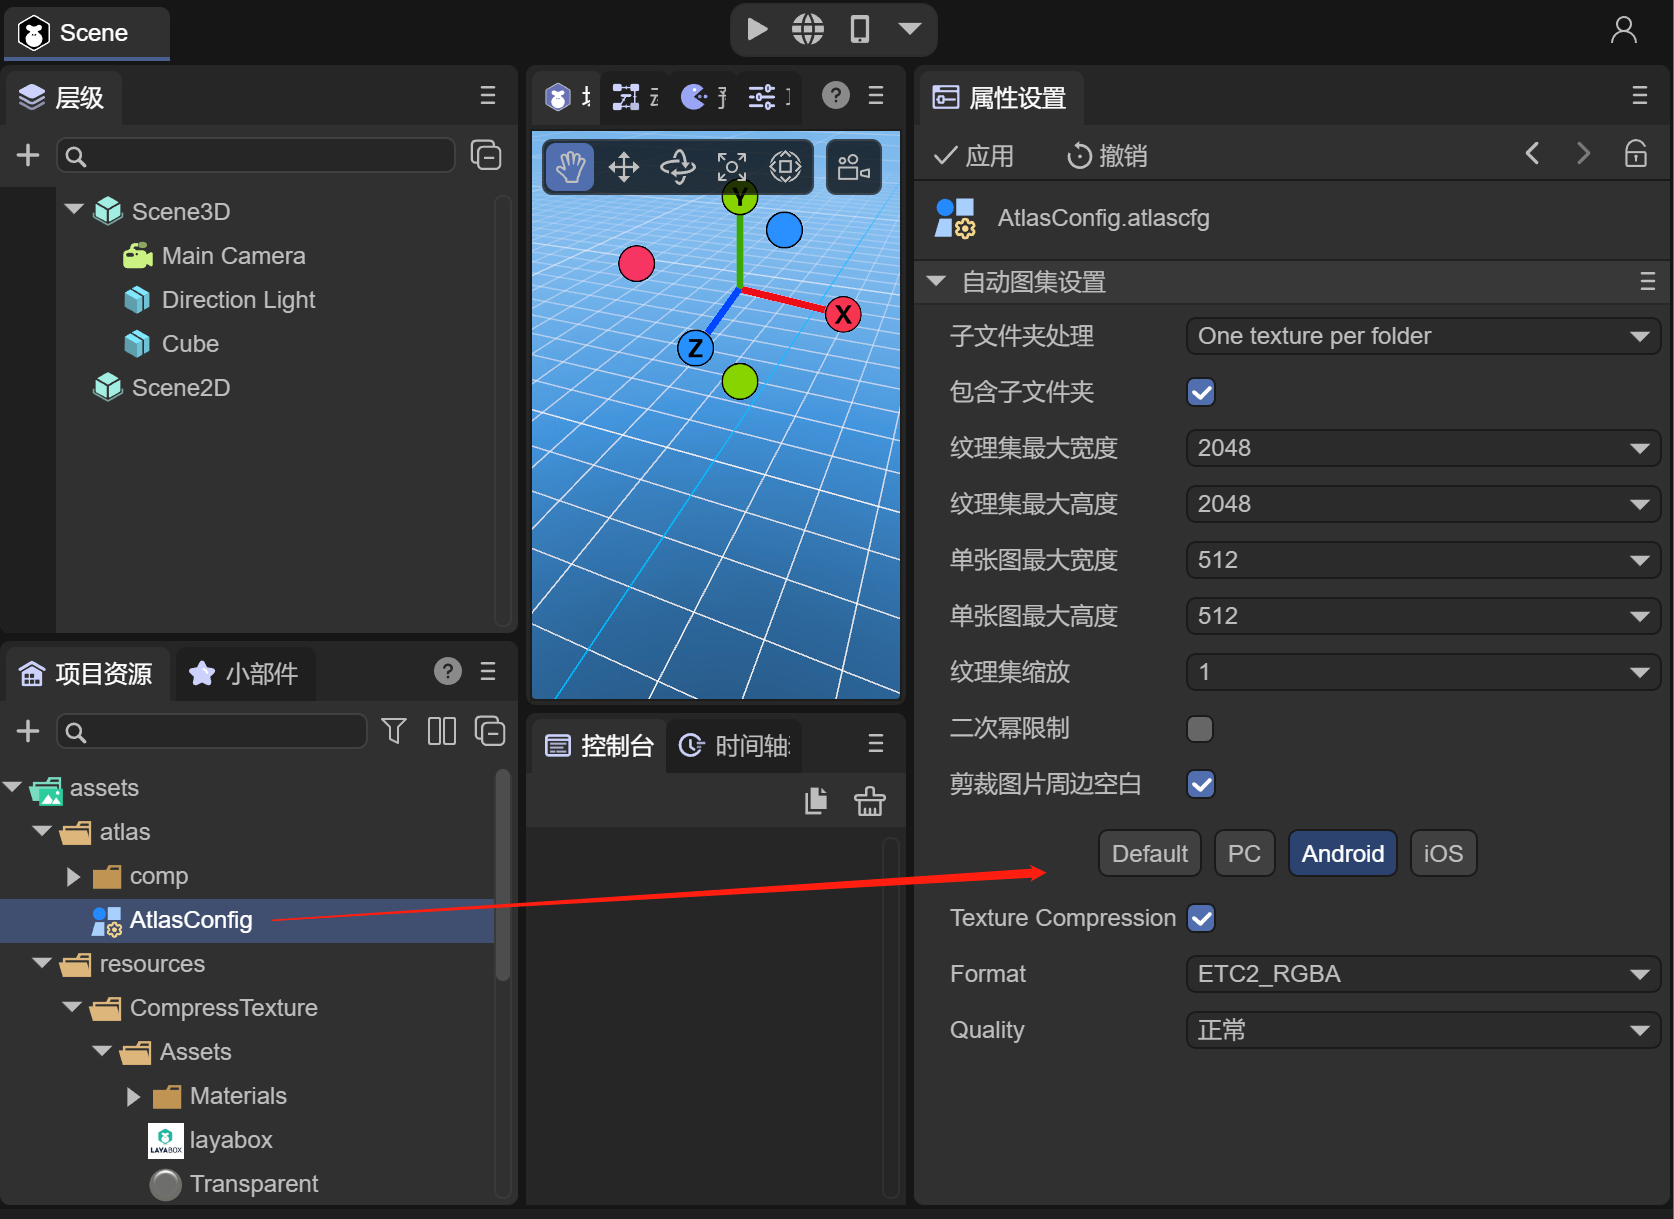 Scene
层级
Scene3D
Main Camera
Direction Light
Cube
Scene2D
Y
X
Z
项目资源
小部件
assets
atlas
comp
AtlasConfig
resources
CompressTexture
Assets
Materials
LAYABOX
layabox
Transparent
控制台
时间轴
属性设置
应用
撤销
AtlasConfig.atlascfg
自动图集设置
子文件夹处理 One texture per folder
包含子文件夹
纹理集最大宽度 2048
纹理集最大高度 2048
单张图最大宽度 512
单张图最大高度 512
纹理集缩放 1
二次幂限制
剪裁图片周边空白
Default PC Android iOS
Texture Compression
Format ETC2_RGBA
Quality 正常